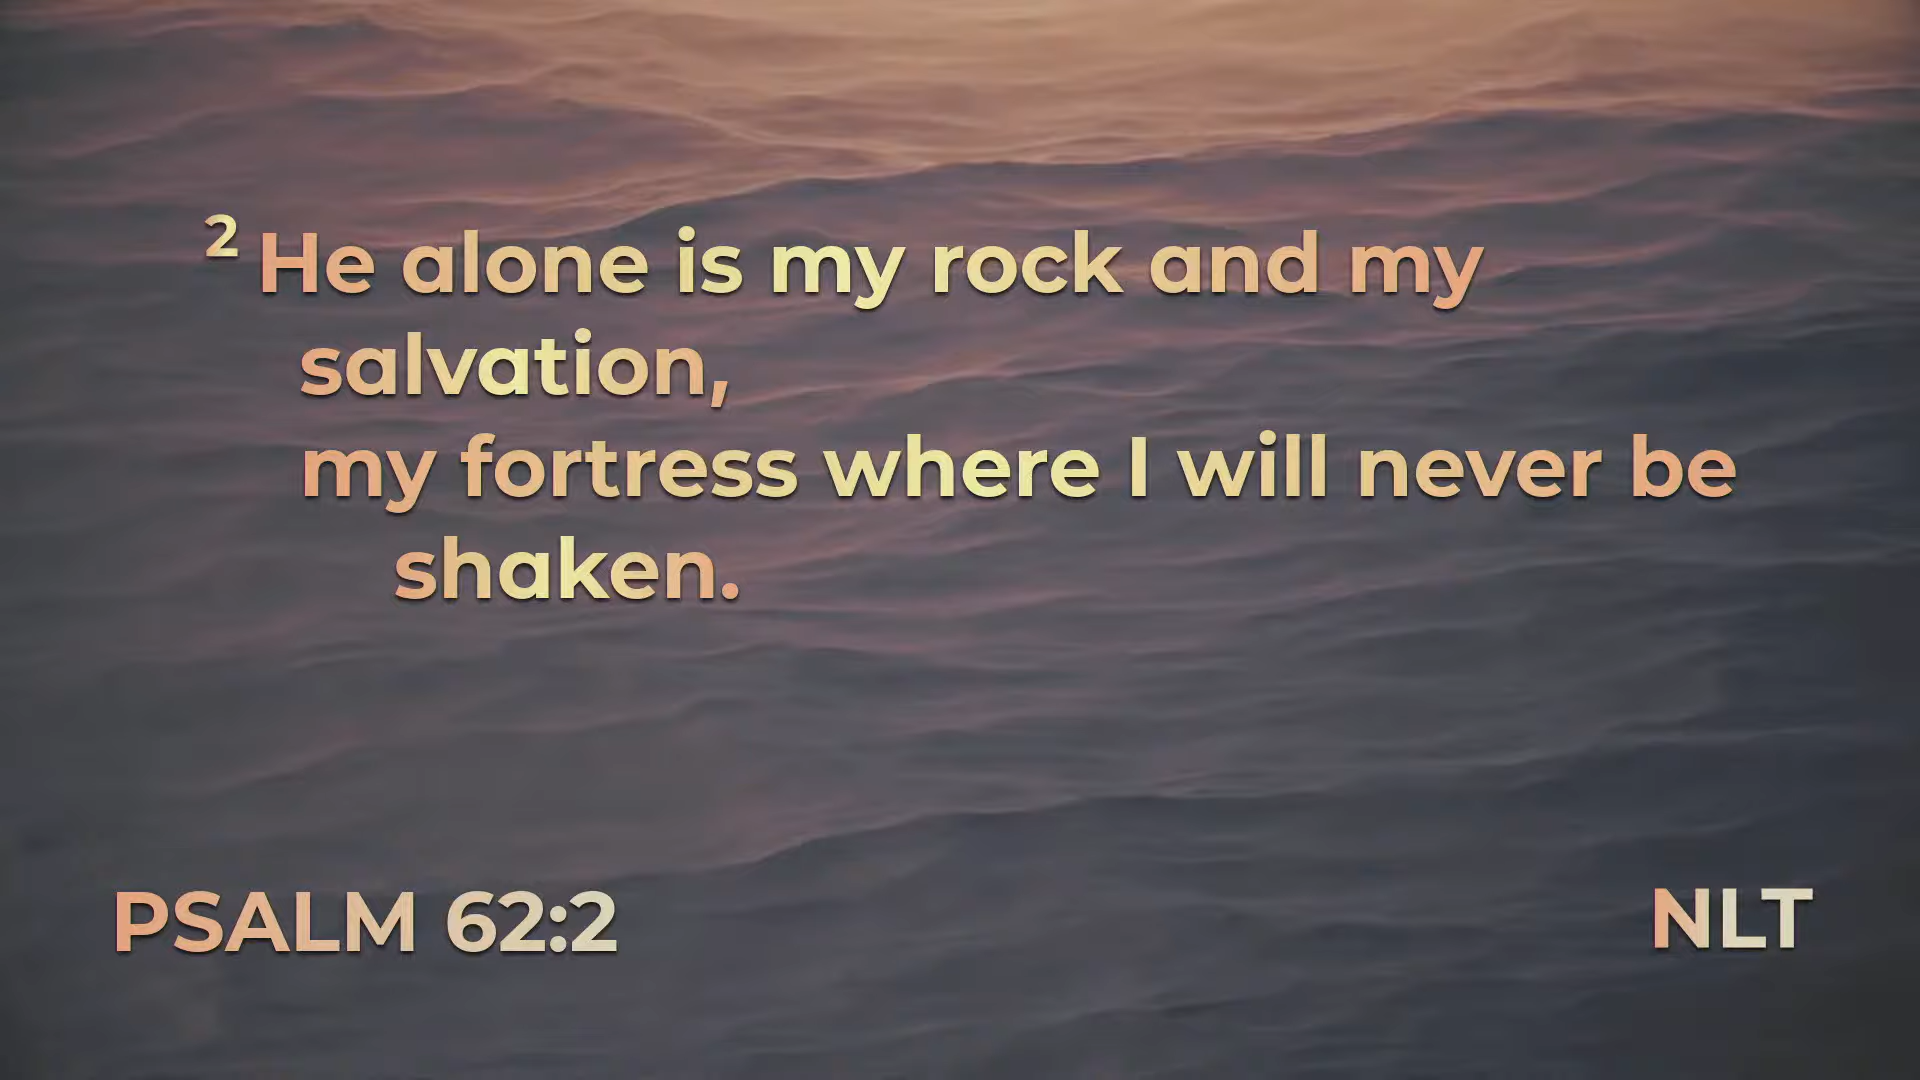 2 He alone is my rock and my
salvation,
my fortress where I will never be
shaken.
PSALM 62:2
NLT